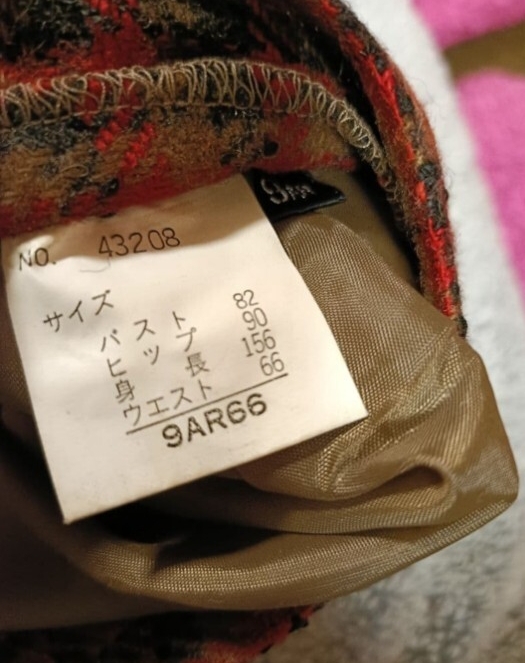 NO. 43208
サイズ
バスト 82
ヒップ 90
身長 156
ウエスト 66
9AR66